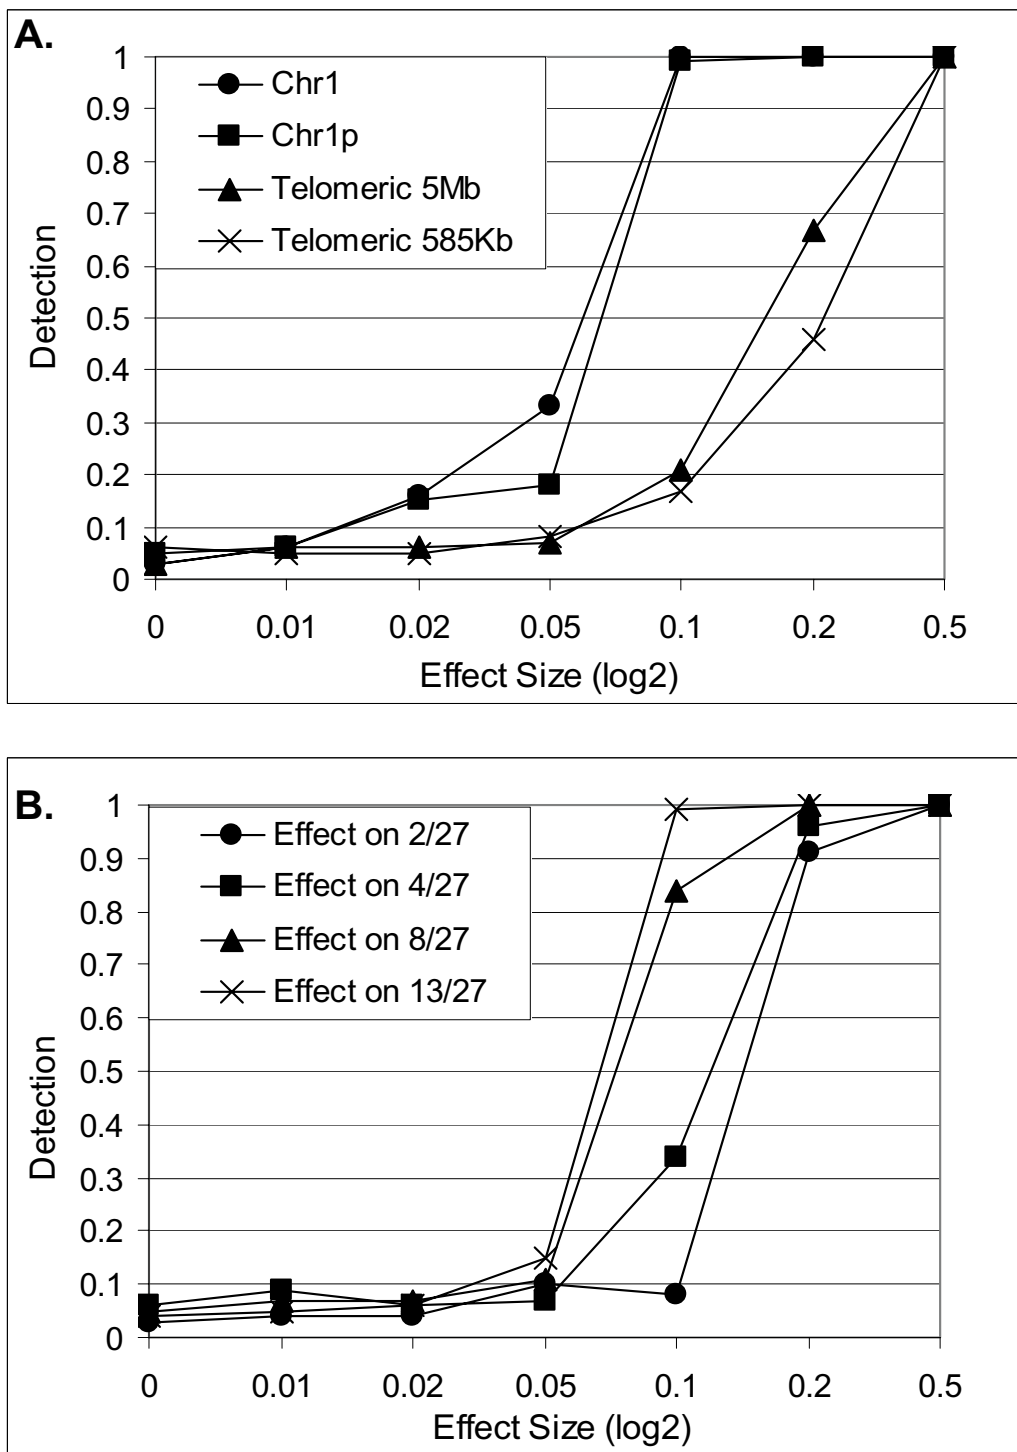 A.
1
0.9
0.8
0.7
0.6
0.5
0.4
0.3
0.2
0.1
0
Detection
Chr1
Chr1p
Telomeric 5Mb
Telomeric 585Kb
0 0.01 0.02 0.05 0.1 0.2 0.5
Effect Size (log2)
B.
1
0.9
0.8
0.7
0.6
0.5
0.4
0.3
0.2
0.1
0
Detection
Effect on 2/27
Effect on 4/27
Effect on 8/27
Effect on 13/27
0 0.01 0.02 0.05 0.1 0.2 0.5
Effect Size (log2)